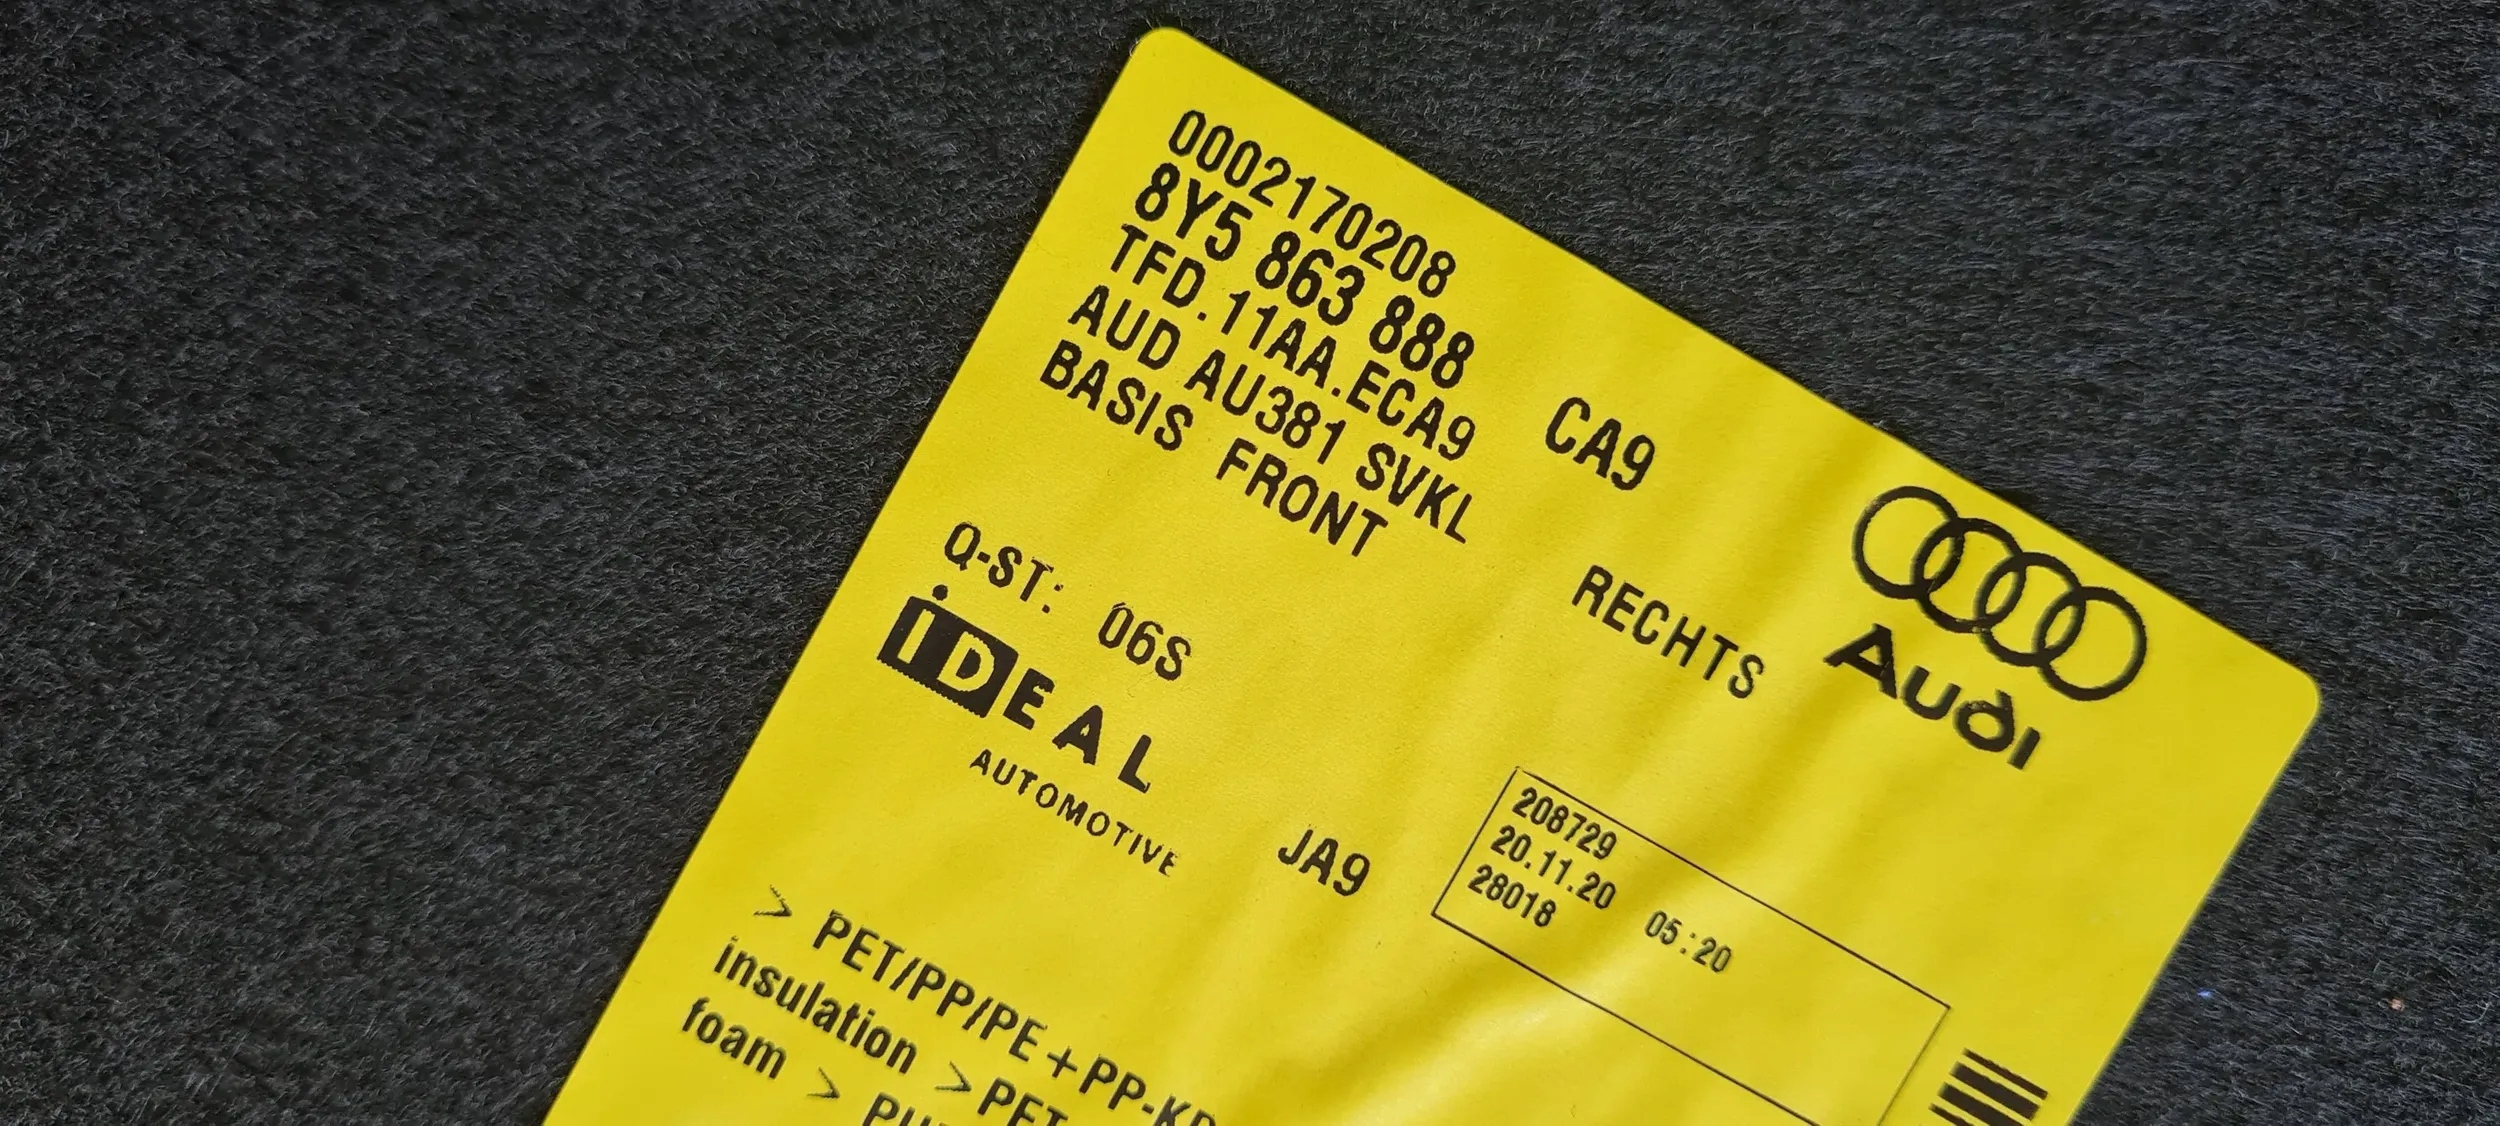 0002170208
8Y5 863 888 CA9
TFD.11AA.ECA9
AUD AU381 SVKL
BASIS FRONT RECHTS
Audi
Q-ST: 06S
iDEAL
AUTOMOTIVE
JA9
208729
20.11.20 05:20
28018
> PET/PP/PE+PP-
insulation >PET
foam >